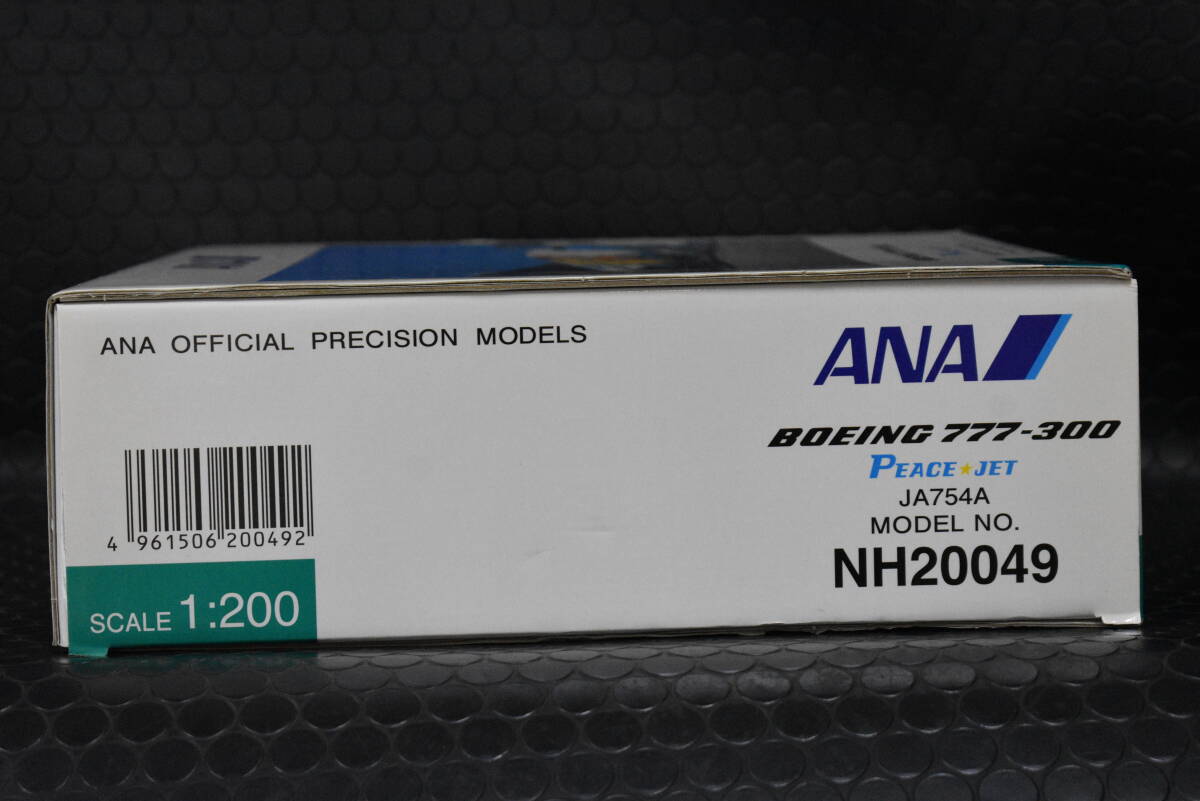 ANA OFFICIAL PRECISION MODELS
ANA
BOEING 777-300
PEACE★JET
JA754A
MODEL NO.
NH20049
4 961506 200492
SCALE 1:200